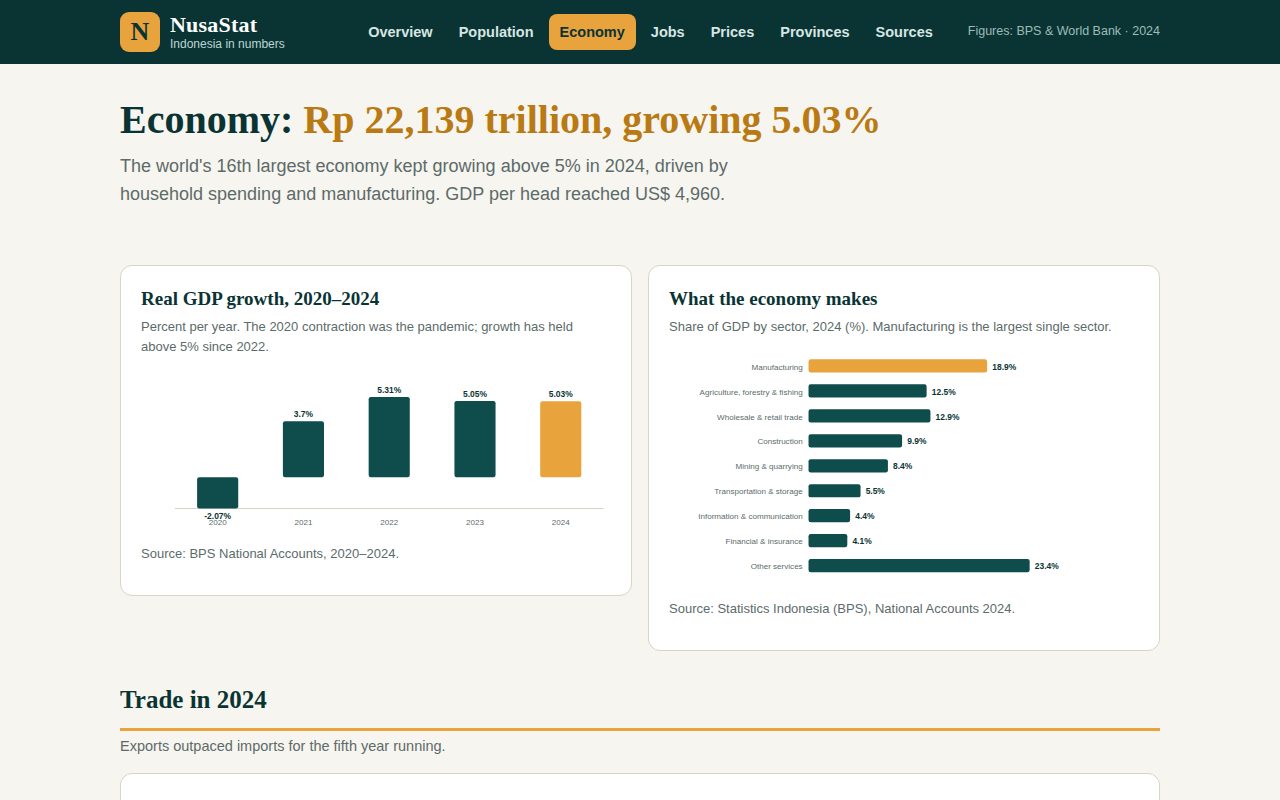 N
NusaStat
Indonesia in numbers
Overview Population Economy Jobs Prices Provinces Sources
Figures: BPS & World Bank · 2024
Economy: Rp 22,139 trillion, growing 5.03%
The world's 16th largest economy kept growing above 5% in 2024, driven by
household spending and manufacturing. GDP per head reached US$ 4,960.
Real GDP growth, 2020–2024
Percent per year. The 2020 contraction was the pandemic; growth has held
above 5% since 2022.
-2.07% 3.7% 5.31% 5.05% 5.03%
2020 2021 2022 2023 2024
Source: BPS National Accounts, 2020–2024.
What the economy makes
Share of GDP by sector, 2024 (%). Manufacturing is the largest single sector.
Manufacturing 18.9%
Agriculture, forestry & fishing 12.5%
Wholesale & retail trade 12.9%
Construction 9.9%
Mining & quarrying 8.4%
Transportation & storage 5.5%
Information & communication 4.4%
Financial & insurance 4.1%
Other services 23.4%
Source: Statistics Indonesia (BPS), National Accounts 2024.
Trade in 2024
Exports outpaced imports for the fifth year running.